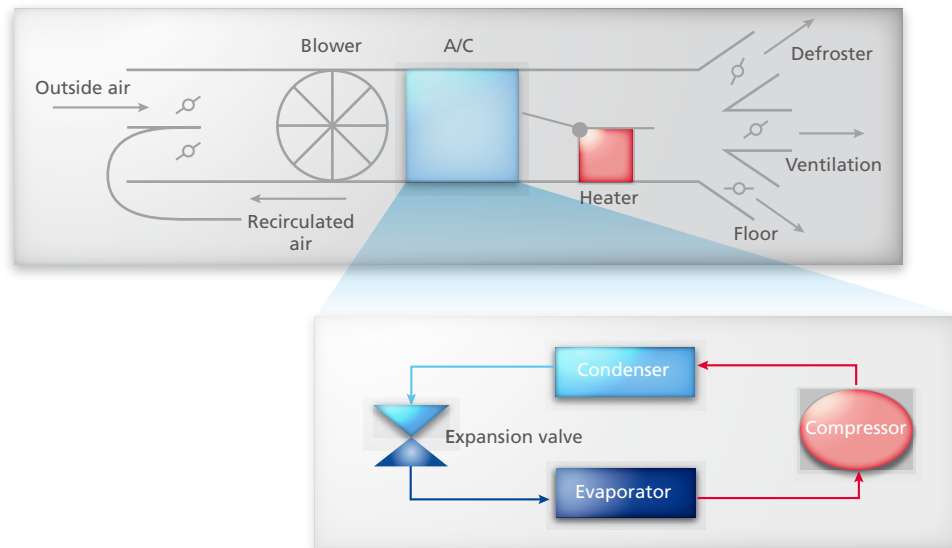 Blower
A/C
Defroster
Outside air
Ventilation
Heater
Recirculated
air
Floor
Condenser
Compressor
Expansion valve
Evaporator